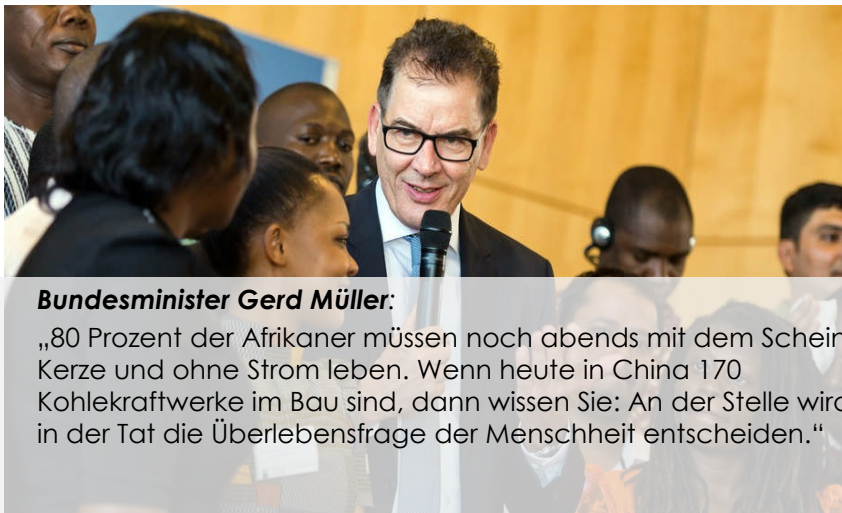 Bundesminister Gerd Müller:
„80 Prozent der Afrikaner müssen noch abends mit dem Schein
Kerze und ohne Strom leben. Wenn heute in China 170
Kohlekraftwerke im Bau sind, dann wissen Sie: An der Stelle wird
in der Tat die Überlebensfrage der Menschheit entscheiden.“